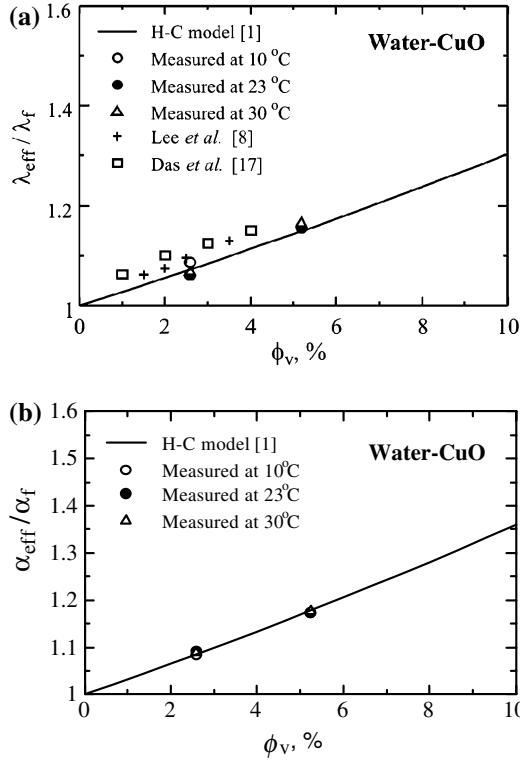 (a)
1.6
H-C model [1]
Water-CuO
Measured at 10 °C
1.4
Measured at 23 °C
Measured at 30 °C
Lee et al. [8]
Das et al. [17]
λeff/λf
1.2
1
0 2 4 6 8 10
ϕv, %
(b)
1.6
H-C model [1]
Water-CuO
1.5
Measured at 10°C
Measured at 23°C
1.4
Measured at 30°C
αeff/αf
1.3
1.2
1.1
1
0 2 4 6 8 10
ϕv, %